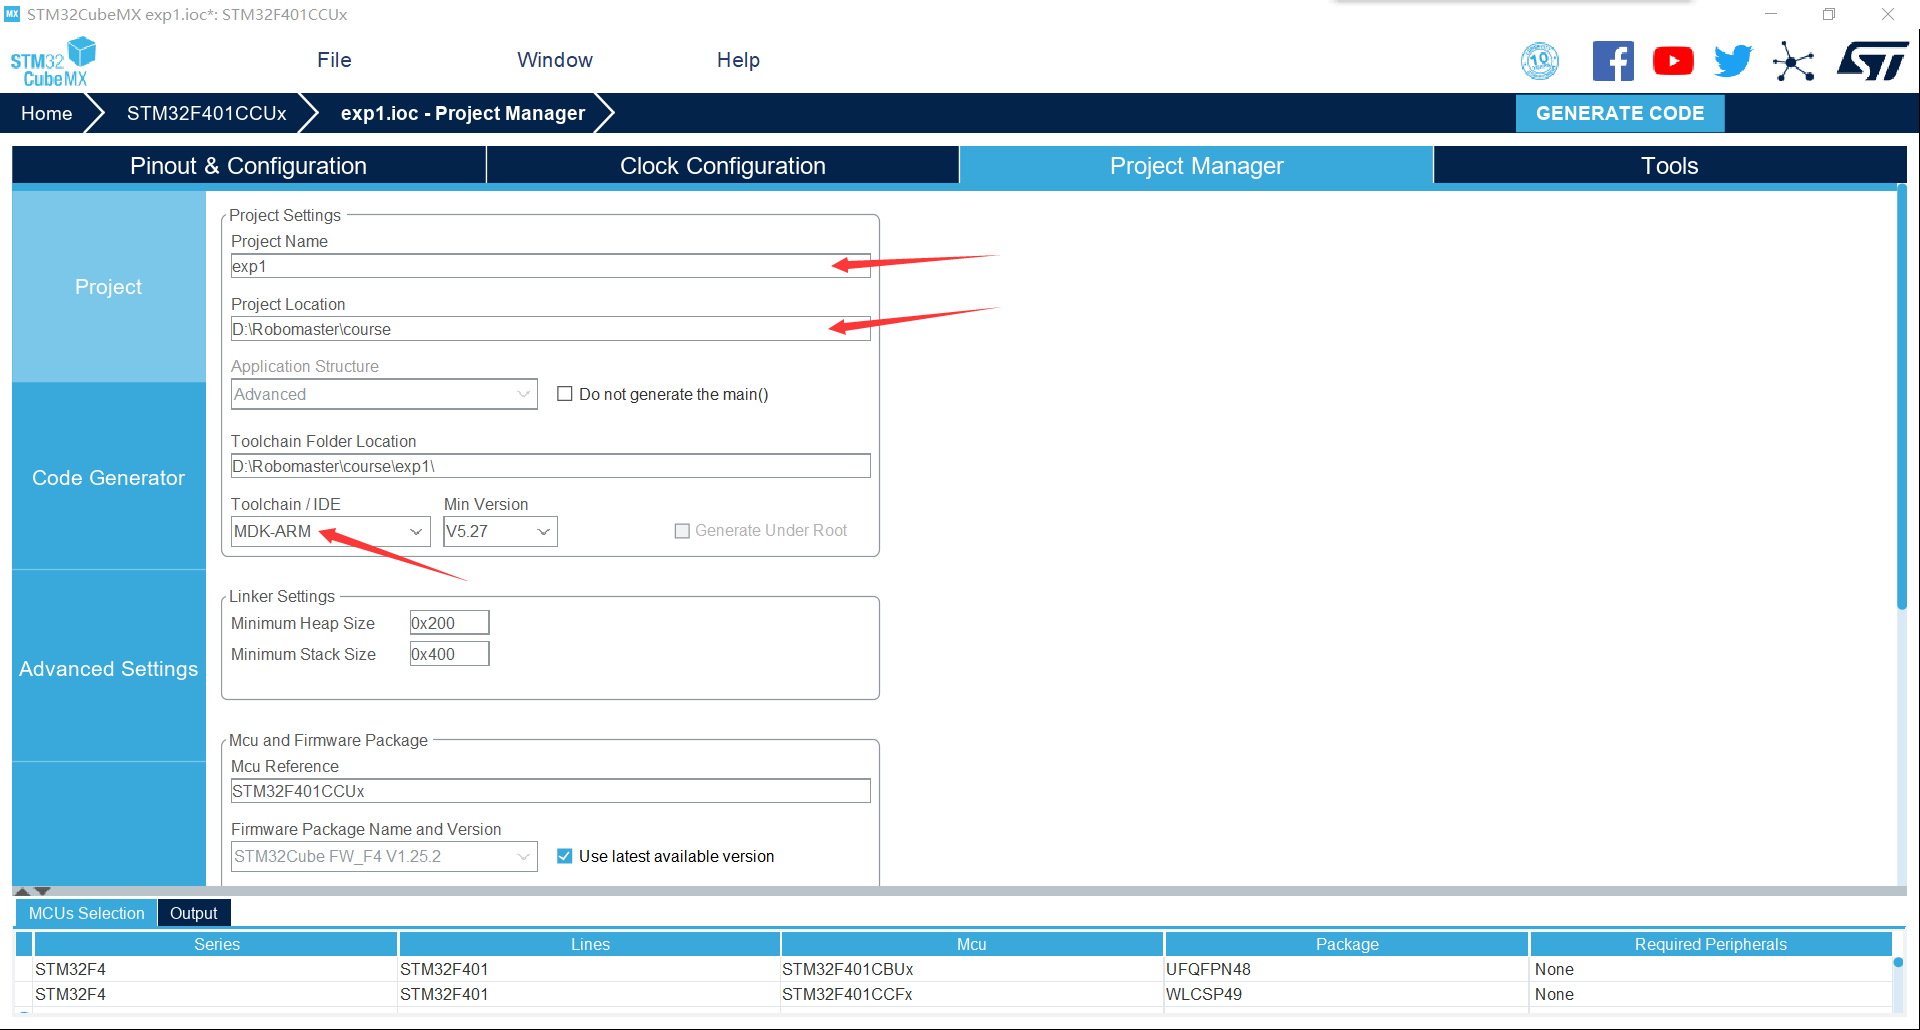 MX STM32CubeMX exp1.ioc*: STM32F401CCUx
STM32 CubeMX
File Window Help
10
Home STM32F401CCUx exp1.ioc - Project Manager GENERATE CODE
Pinout & Configuration Clock Configuration Project Manager Tools
Project
Code Generator
Advanced Settings
Project Settings
Project Name
exp1
Project Location
D:\Robomaster\course
Application Structure
Advanced Do not generate the main()
Toolchain Folder Location
D:\Robomaster\course\exp1\
Toolchain / IDE Min Version
MDK-ARM V5.27 Generate Under Root
Linker Settings
Minimum Heap Size 0x200
Minimum Stack Size 0x400
Mcu and Firmware Package
Mcu Reference
STM32F401CCUx
Firmware Package Name and Version
STM32Cube FW_F4 V1.25.2 Use latest available version
MCUs Selection Output
Series Lines Mcu Package Required Peripherals
STM32F4 STM32F401 STM32F401CBUx UFQFPN48 None
STM32F4 STM32F401 STM32F401CCFx WLCSP49 None